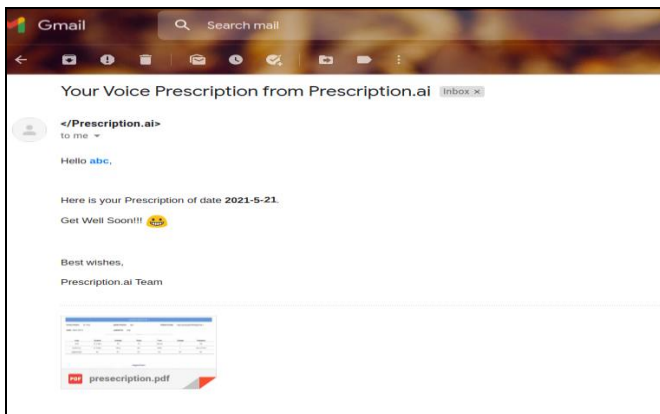 Gmail
Search mail
Your Voice Prescription from Prescription.ai Inbox ×
</Prescription.ai>
to me
Hello abc,
Here is your Prescription of date 2021-5-21.
Get Well Soon!!!
Best wishes,
Prescription.ai Team
PDF presecription.pdf